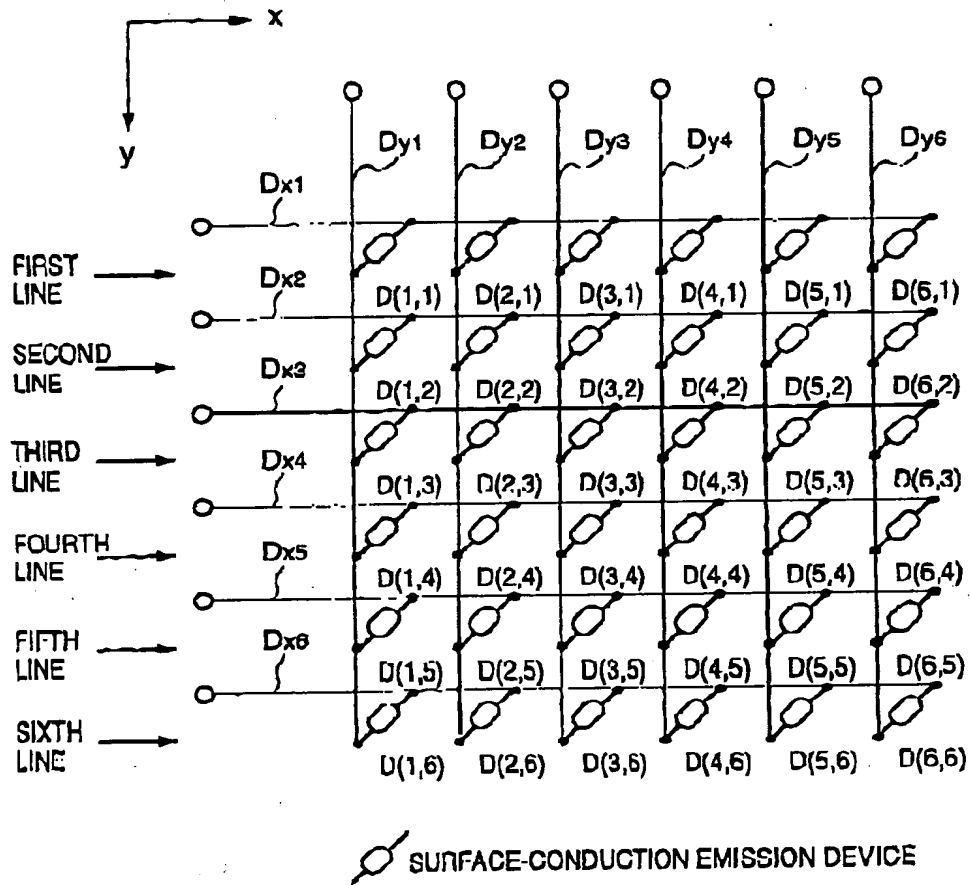 x
y
Dy1 Dy2 Dy3 Dy4 Dy5 Dy6
Dx1
FIRST
LINE
Dx2
D(1,1) D(2,1) D(3,1) D(4,1) D(5,1) D(6,1)
SECOND
LINE
Dx3
D(1,2) D(2,2) D(3,2) D(4,2) D(5,2) D(6,2)
THIRD
LINE
Dx4
D(1,3) D(2,3) D(3,3) D(4,3) D(5,3) D(6,3)
FOURTH
LINE
Dx5
D(1,4) D(2,4) D(3,4) D(4,4) D(5,4) D(6,4)
FIFTH
LINE
Dx6
D(1,5) D(2,5) D(3,5) D(4,5) D(5,5) D(6,5)
SIXTH
LINE
D(1,6) D(2,6) D(3,6) D(4,6) D(5,6) D(6,6)
SURFACE-CONDUCTION EMISSION DEVICE